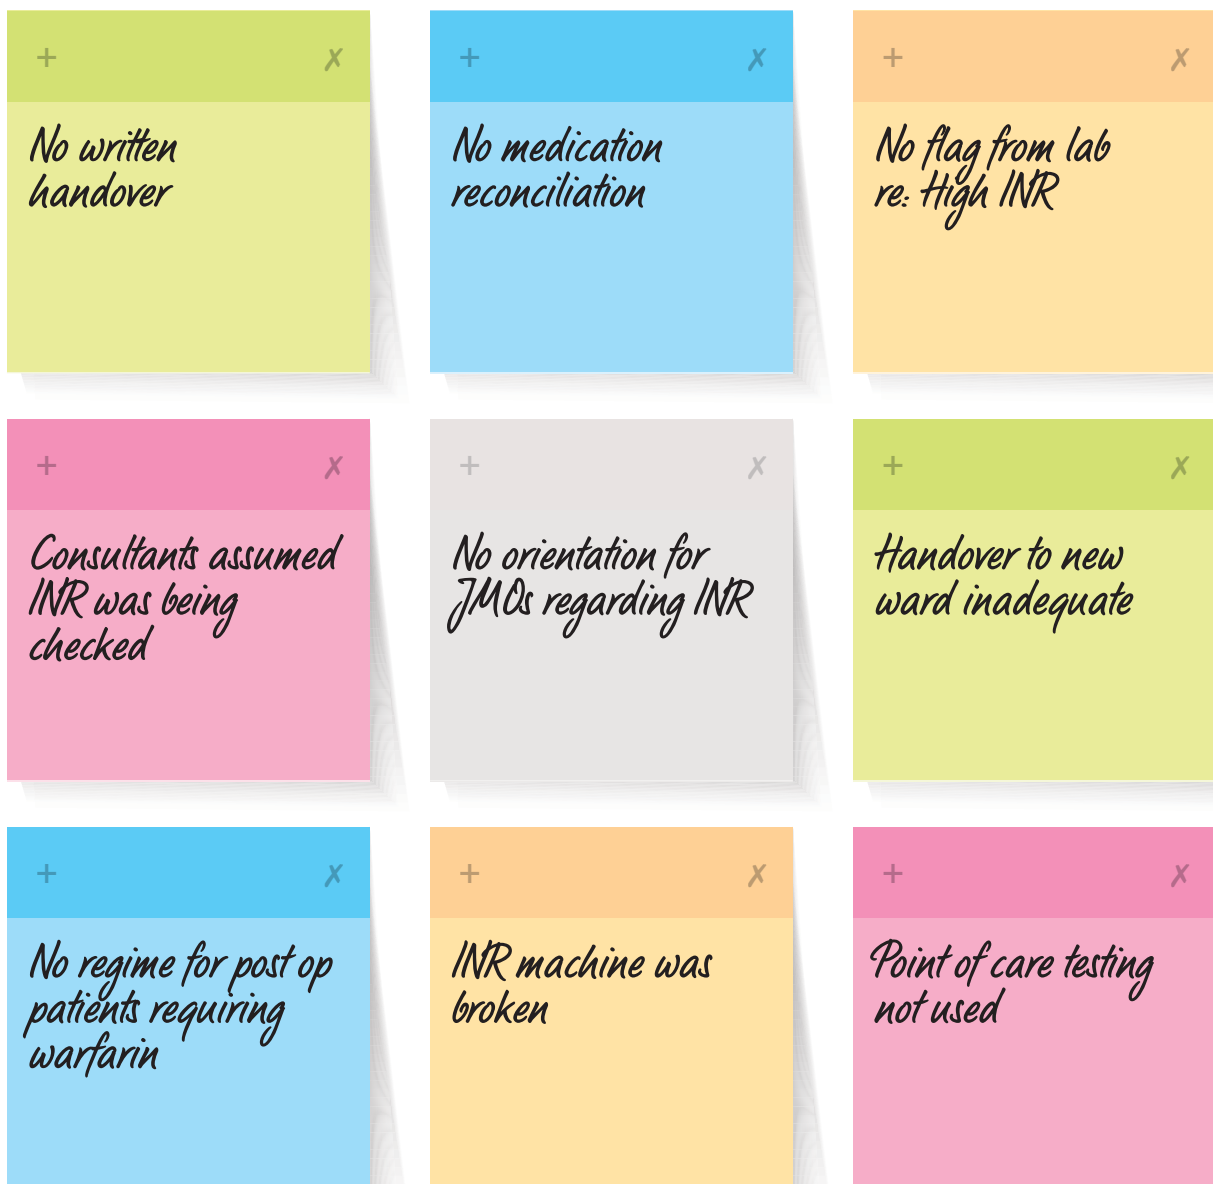 No written
handover
No medication
reconciliation
No flag from lab
re: High INR
Consultants assumed
INR was being
checked
No orientation for
JMOs regarding INR
Handover to new
ward inadequate
No regime for post op
patients requiring
warfarin
INR machine was
broken
Point of care testing
not used